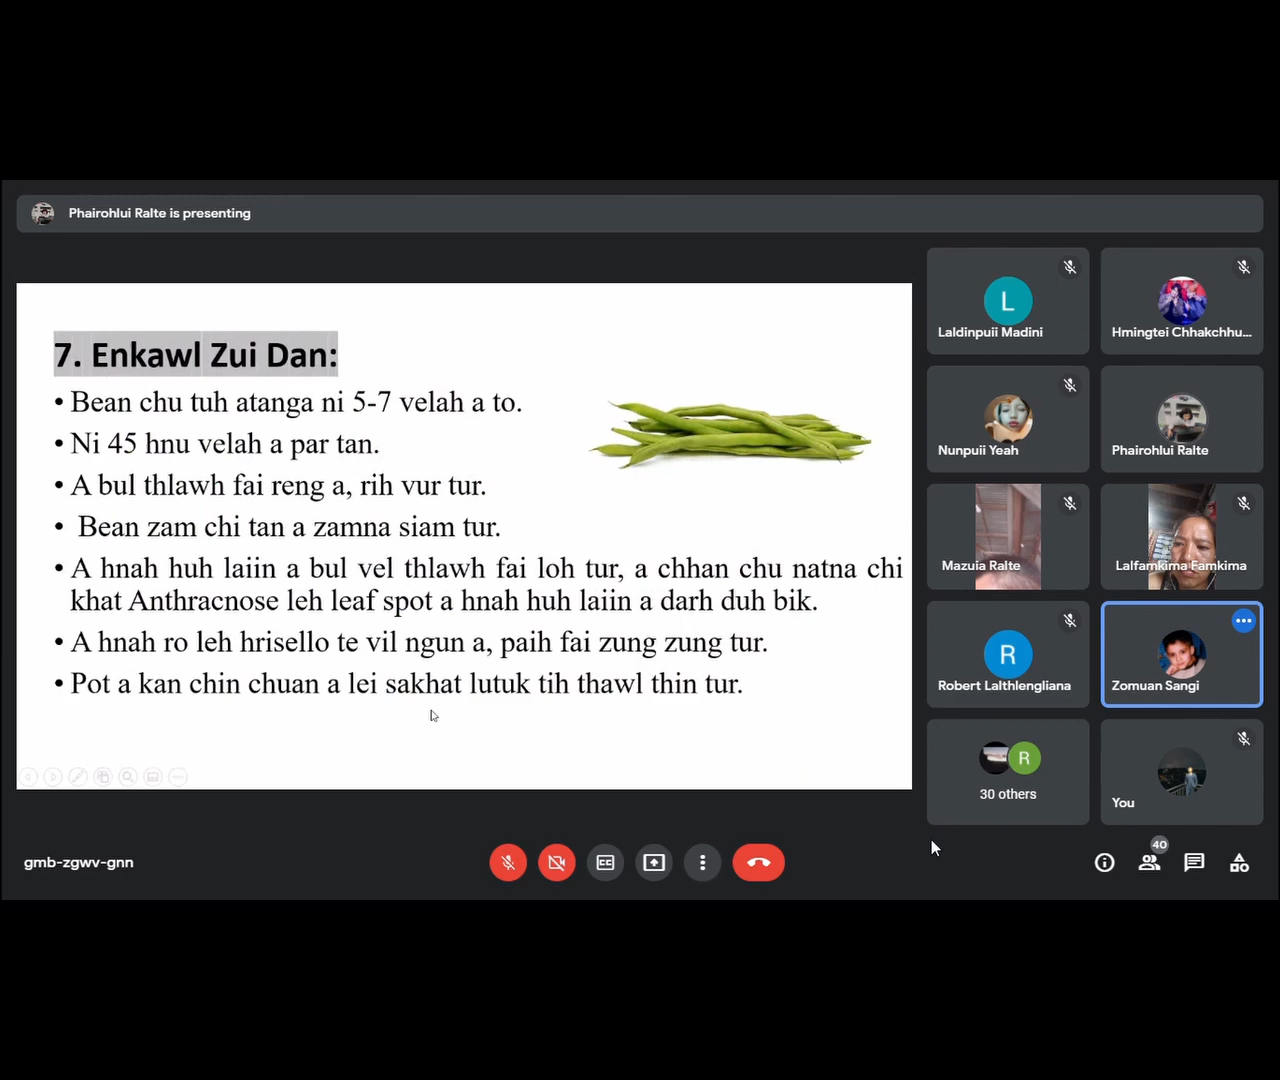 Phairohlui Ralte is presenting
7. Enkawl Zui Dan:
• Bean chu tuh atanga ni 5-7 velah a to.
• Ni 45 hnu velah a par tan.
• A bul thlawh fai reng a, rih vur tur.
• Bean zam chi tan a zamna siam tur.
• A hnah huh laiin a bul vel thlawh fai loh tur, a chhan chu natna chi
khat Anthracnose leh leaf spot a hnah huh laiin a darh duh bik.
• A hnah ro leh hrisello te vil ngun a, paih fai zung zung tur.
• Pot a kan chin chuan a lei sakhat lutuk tih thawl thin tur.
L
Laldinpuii Madini
Hmingtei Chhakchhu...
Nunpuii Yeah
Phairohlui Ralte
Mazuia Ralte
Lalfamkima Famkima
R
Robert Lalthlengliana
Zomuan Sangi
R
30 others
You
gmb-zgwv-gnn
CC
40